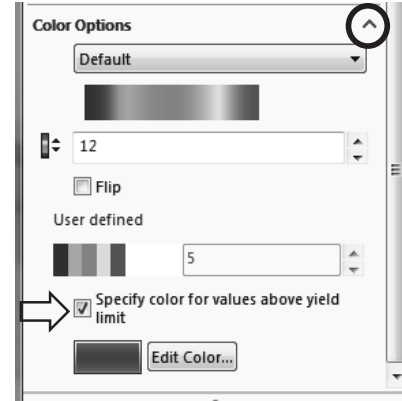 Color Options
Default
12
Flip
User defined
5
Specify color for values above yield
limit
Edit Color...